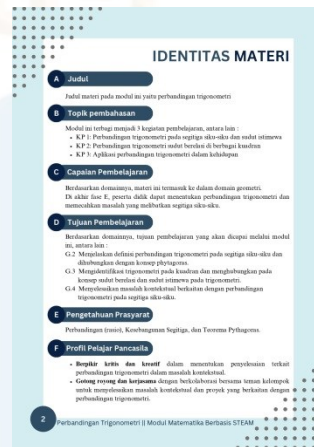 IDENTITAS MATERI
A Judul
Judul materi pada modul ini yaitu perbandingan trigonometri
B Topik pembahasan
Modul ini terbagi menjadi 3 kegiatan pembelajaran, antara lain :
• KP 1: Perbandingan trigonometri pada segitiga siku-siku dan sudut istimewa
• KP 2: Perbandingan trigonometri sudut berelasi di berbagai kuadran
• KP 3: Aplikasi perbandingan trigonometri dalam kehidupan
C Capaian Pembelajaran
Berdasarkan domainnya, materi ini termasuk ke dalam domain geometri.
Di akhir fase E, peserta didik dapat menentukan perbandingan trigonometri dan
memecahkan masalah yang melibatkan segitiga siku-siku.
D Tujuan Pembelajaran
Berdasarkan domainnya, tujuan pembelajaran yang akan dicapai melalui modul
ini, antara lain :
G.2 Menjelaskan definisi perbandingan trigonometri pada segitiga siku-siku dan
dihubungkan dengan konsep phytagoras.
G.3 Mengidentifikasi trigonometri pada kuadran dan menghubungkan pada
konsep sudut berelasi dan sudut istimewa pada trigonometri.
G.4 Menyelesaikan masalah kontekstual berkaitan dengan perbandingan
trigonometri pada segitiga siku-siku.
E Pengetahuan Prasyarat
Perbandingan (rasio), Kesebangunan Segitiga, dan Teorema Pythagoras.
F Profil Pelajar Pancasila
• Berpikir kritis dan kreatif dalam menentukan penyelesaian terkait
perbandingan trigonometri dalam masalah kontekstual.
• Gotong royong dan kerjasama dengan berkolaborasi bersama teman kelompok
untuk menyelesaikan masalah kontekstual dan proyek yang berkaitan dengan
perbandingan trigonometri.
2 Perbandingan Trigonometri || Modul Matematika Berbasis STEAM